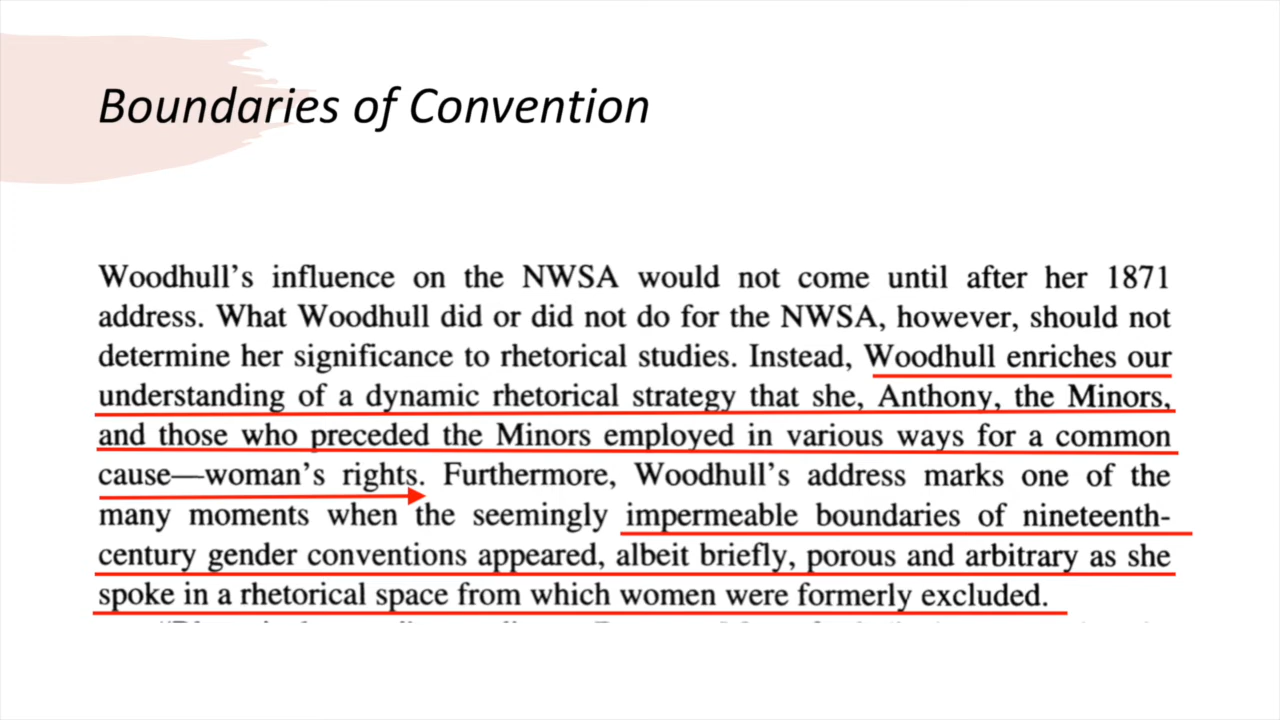 Boundaries of Convention
Woodhull’s influence on the NWSA would not come until after her 1871
address. What Woodhull did or did not do for the NWSA, however, should not
determine her significance to rhetorical studies. Instead, Woodhull enriches our
understanding of a dynamic rhetorical strategy that she, Anthony, the Minors,
and those who preceded the Minors employed in various ways for a common
cause—woman’s rights. Furthermore, Woodhull’s address marks one of the
many moments when the seemingly impermeable boundaries of nineteenth-
century gender conventions appeared, albeit briefly, porous and arbitrary as she
spoke in a rhetorical space from which women were formerly excluded.